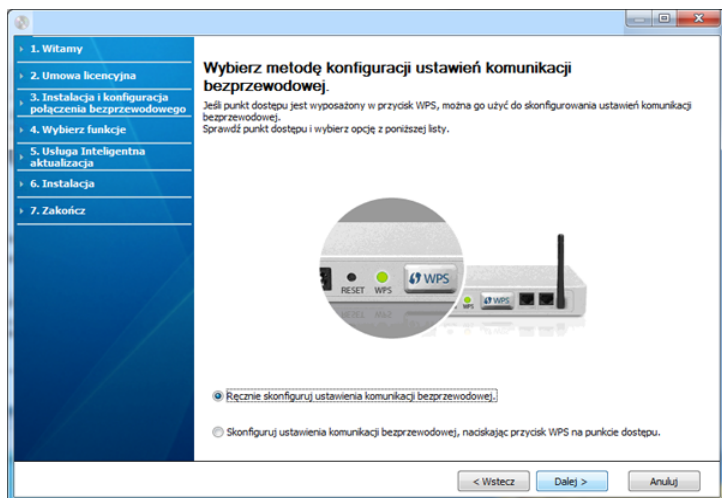 1. Witamy
2. Umowa licencyjna
3. Instalacja i konfiguracja
połączenia bezprzewodowego
4. Wybierz funkcje
5. Usługa Inteligentna
aktualizacja
6. Instalacja
7. Zakończ
Wybierz metodę konfiguracji ustawień komunikacji
bezprzewodowej.
Jeśli punkt dostępu jest wyposażony w przycisk WPS, można go użyć do skonfigurowania ustawień komunikacji
bezprzewodowej.
Sprawdź punkt dostępu i wybierz opcję z poniższej listy.
RESET WPS WPS
WPS WPS
Ręcznie skonfiguruj ustawienia komunikacji bezprzewodowej.
Skonfiguruj ustawienia komunikacji bezprzewodowej, naciskając przycisk WPS na punkcie dostępu.
< Wstecz Dalej > Anuluj